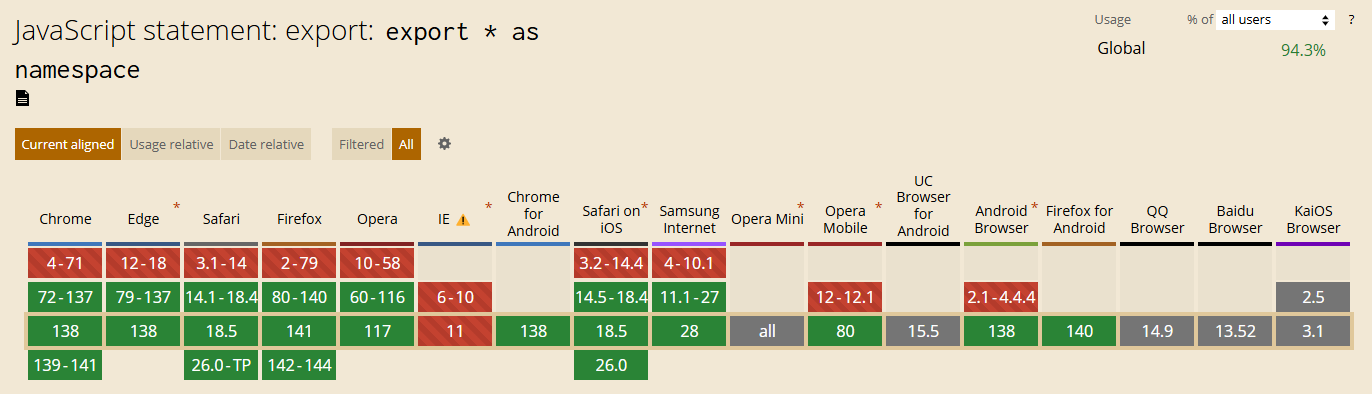 JavaScript statement: export: export * as
namespace
Usage % of all users ?
Global 94.3%
Current aligned Usage relative Date relative Filtered All
Chrome Edge * Safari Firefox Opera IE * Chrome for Android Safari on iOS * Samsung Internet Opera Mini * Opera Mobile * UC Browser for Android Android Browser * Firefox for Android QQ Browser Baidu Browser KaiOS Browser
4-71 12-18 3.1-14 2-79 10-58 3.2-14.4 4-10.1
72-137 79-137 14.1-18.4 80-140 60-116 6-10 14.5-18.4 11.1-27 12-12.1 2.1-4.4.4 2.5
138 138 18.5 141 117 11 138 18.5 28 all 80 15.5 138 140 14.9 13.52 3.1
139-141 26.0-TP 142-144 26.0